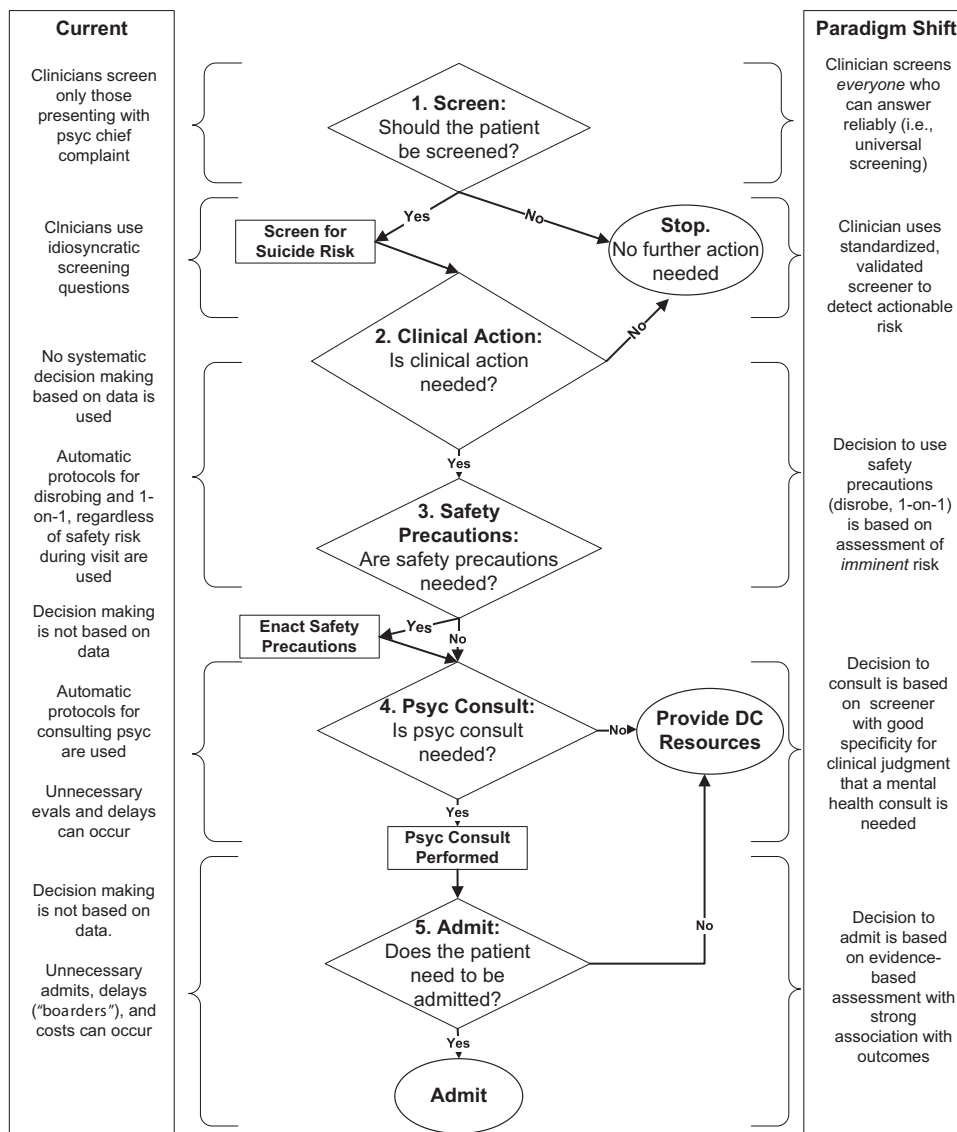 Current
Clinicians screen
only those
presenting with
psyc chief
complaint
Clnicians use
idiosyncratic
screening
questions
No systematic
decision making
based on data is
used
Automatic
protocols for
disrobing and 1-
on-1, regardless
of safety risk
during visit are
used
Decision making
is not based on
data
Automatic
protocols for
consulting psyc
are used
Unnecessary
evals and delays
can occur
Decision making
is not based on
data.
Unnecessary
admits, delays
("boarders"), and
costs can occur
1. Screen:
Should the patient
be screened?
Yes
No
Screen for
Suicide Risk
Stop.
No further action
needed
2. Clinical Action:
Is clinical action
needed?
No
Yes
3. Safety
Precautions:
Are safety precautions
needed?
Yes
No
Enact Safety
Precautions
4. Psyc Consult:
Is psyc consult
needed?
No
Provide DC
Resources
Yes
Psyc Consult
Performed
5. Admit:
Does the patient
need to be
admitted?
No
Yes
Admit
Paradigm Shift
Clinician screens
everyone who
can answer
reliably (i.e.,
universal
screening)
Clinician uses
standardized,
validated
screener to
detect actionable
risk
Decision to use
safety
precautions
(disrobe, 1-on-1)
is based on
assessment of
imminent risk
Decision to
consult is based
on screener
with good
specificity for
clinical judgment
that a mental
health consult is
needed
Decision to
admit is based
on evidence-
based
assessment with
strong
association with
outcomes